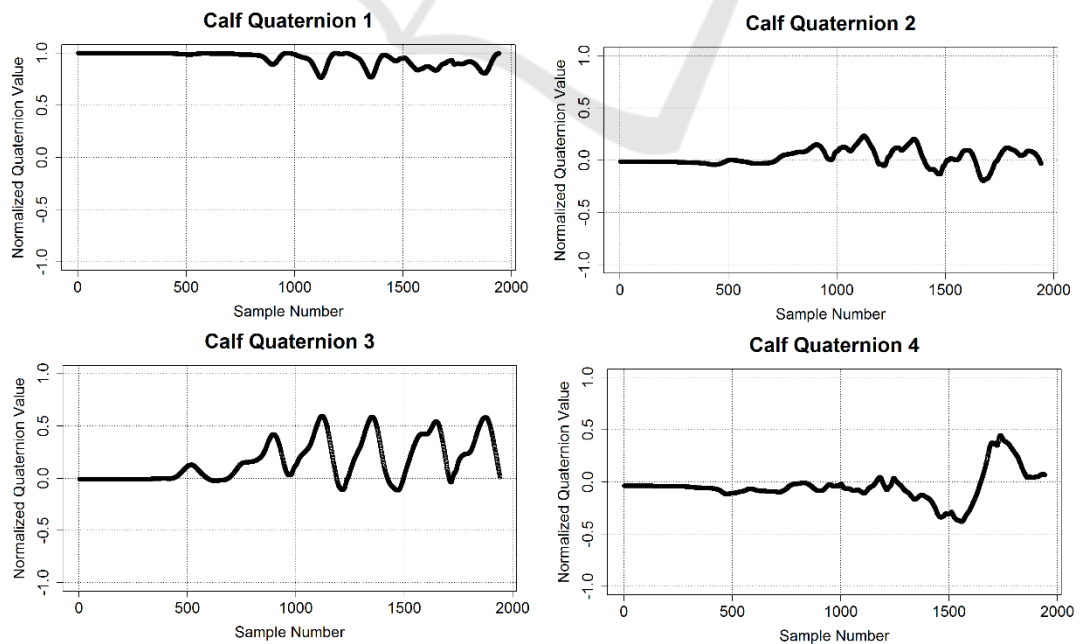 Calf Quaternion 1
Normalized Quaternion Value
1.0
0.5
0.0
-0.5
-1.0
0 500 1000 1500 2000
Sample Number
Calf Quaternion 2
Normalized Quaternion Value
1.0
0.5
0.0
-0.5
-1.0
0 500 1000 1500 2000
Sample Number
Calf Quaternion 3
Normalized Quaternion Value
1.0
0.5
0.0
-0.5
-1.0
0 500 1000 1500 2000
Sample Number
Calf Quaternion 4
Normalized Quaternion Value
1.0
0.5
0.0
-0.5
-1.0
0 500 1000 1500 2000
Sample Number